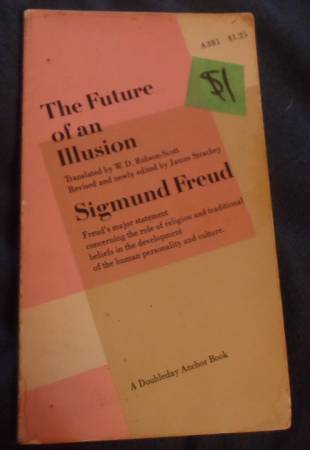 A381 $1.25
$1
The Future
of an
Illusion
Translated by W. D. Robson-Scott
Revised and newly edited by James Strachey
Sigmund Freud
Freud's major statement
concerning the role of religion and traditional
beliefs in the development
of the human personality and culture.
A Doubleday Anchor Book